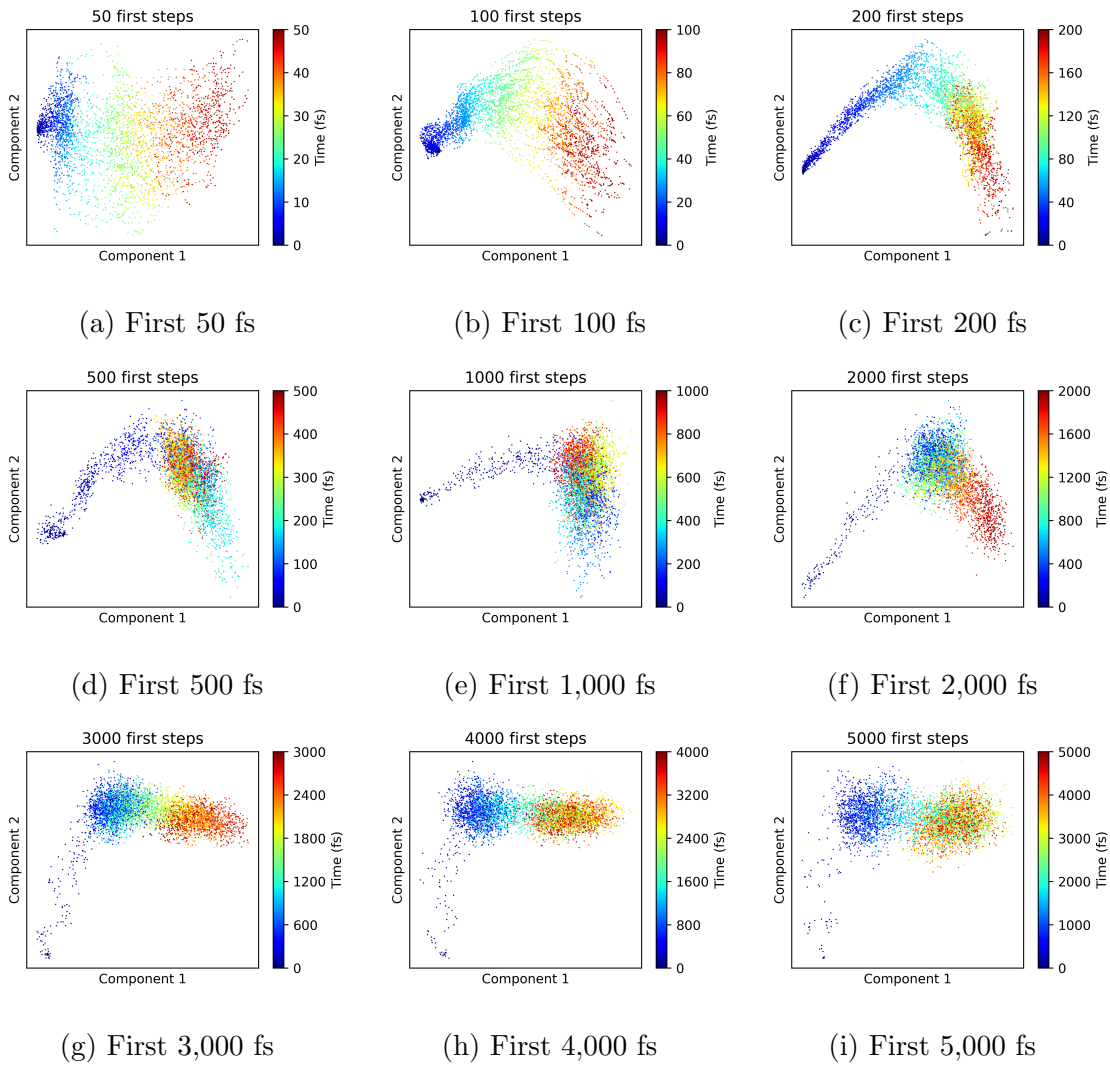 50 first steps
Component 2
Component 1
50
40
30
20
10
0
Time (fs)
(a) First 50 fs
100 first steps
Component 2
Component 1
100
80
60
40
20
0
Time (fs)
(b) First 100 fs
200 first steps
Component 2
Component 1
200
160
120
80
40
0
Time (fs)
(c) First 200 fs
500 first steps
Component 2
Component 1
500
400
300
200
100
0
Time (fs)
(d) First 500 fs
1000 first steps
Component 2
Component 1
1000
800
600
400
200
0
Time (fs)
(e) First 1,000 fs
2000 first steps
Component 2
Component 1
2000
1600
1200
800
400
0
Time (fs)
(f) First 2,000 fs
3000 first steps
Component 2
Component 1
3000
2400
1800
1200
600
0
Time (fs)
(g) First 3,000 fs
4000 first steps
Component 2
Component 1
4000
3200
2400
1600
800
0
Time (fs)
(h) First 4,000 fs
5000 first steps
Component 2
Component 1
5000
4000
3000
2000
1000
0
Time (fs)
(i) First 5,000 fs